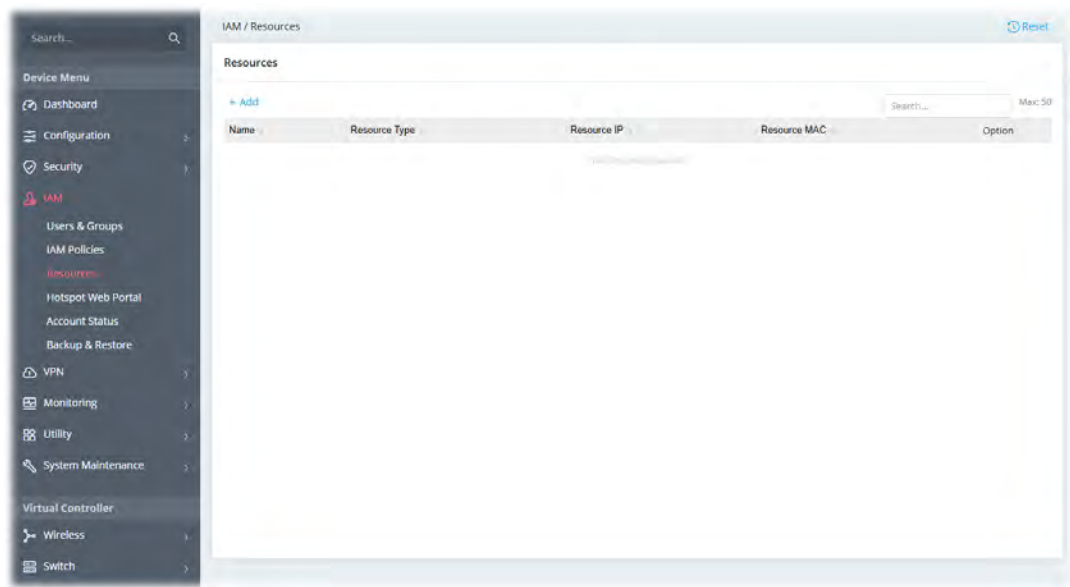 Search...
Device Menu
Dashboard
Configuration
Security
IAM
Users & Groups
IAM Policies
Resources
Hotspot Web Portal
Account Status
Backup & Restore
VPN
Monitoring
Utility
System Maintenance
Virtual Controller
Wireless
Switch
IAM / Resources
Reset
Resources
+ Add
Search...
Max: 50
Name Resource Type Resource IP Resource MAC Option